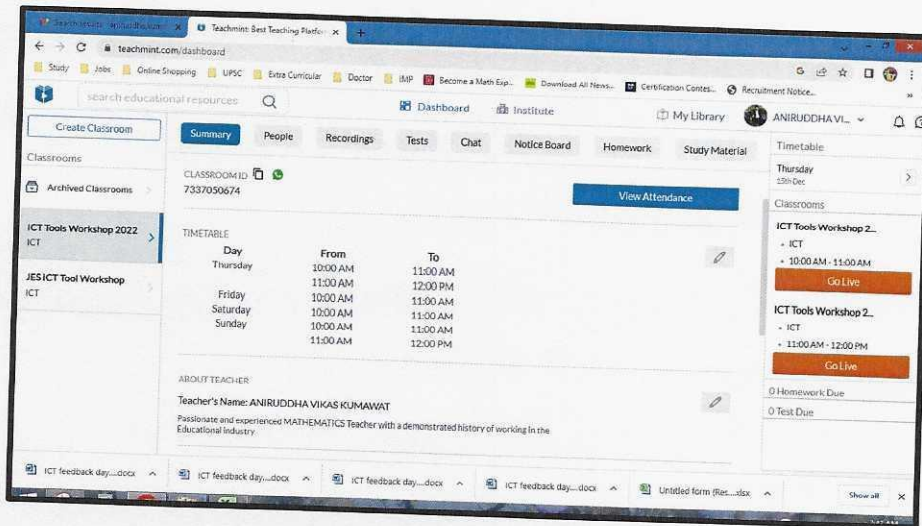 Teachmint: Best Teaching Platfor
teachmint.com/dashboard
Study Jobs Online Shopping UPSC Extra Curricular Doctor IMP Become a Math Exp... Download All News... Certification Contes... Recruitment Notice...
search educational resources
Dashboard
Institute
My Library
ANIRUDDHA VI...
Create Classroom
Classrooms
Archived Classrooms
ICT Tools Workshop 2022
ICT
JES ICT Tool Workshop
ICT
Summary People Recordings Tests Chat Notice Board Homework Study Material
CLASSROOM ID
7337050674
View Attendance
TIMETABLE
Day From To
Thursday 10:00 AM 11:00 AM
11:00 AM 12:00 PM
Friday 10:00 AM 11:00 AM
Saturday 10:00 AM 11:00 AM
Sunday 10:00 AM 11:00 AM
11:00 AM 12:00 PM
ABOUT TEACHER
Teacher's Name: ANIRUDDHA VIKAS KUMAWAT
Passionate and experienced MATHEMATICS Teacher with a demonstrated history of working in the
Educational industry
Timetable
Thursday
15th Dec
Classrooms
ICT Tools Workshop 2...
• ICT
• 10:00 AM - 11:00 AM
Go Live
ICT Tools Workshop 2...
• ICT
• 11:00 AM - 12:00 PM
Go Live
0 Homework Due
0 Test Due
ICT feedback day....docx ICT feedback day....docx ICT feedback day....docx ICT feedback day....docx Untitled form (Res....xlsx Show all